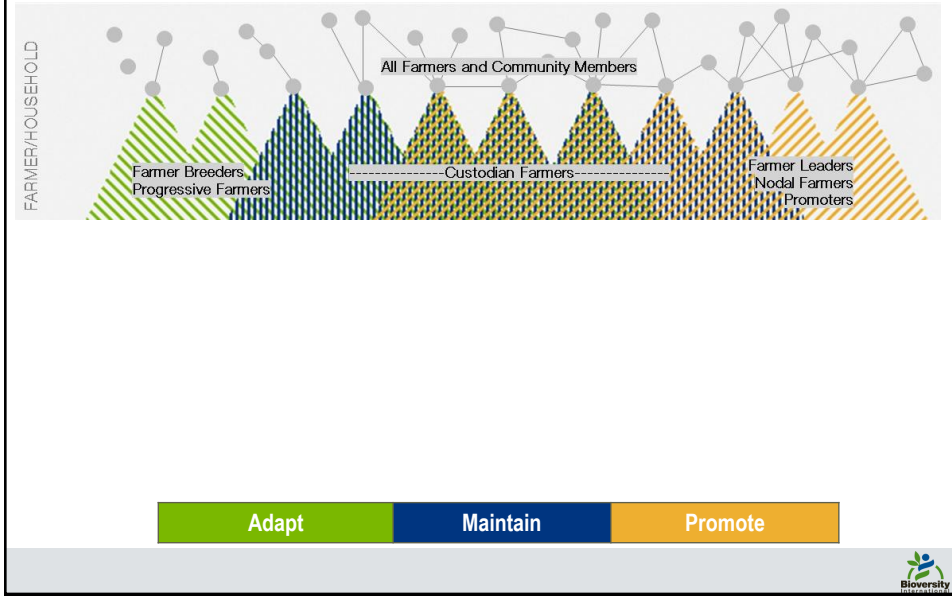 FARMER/HOUSEHOLD
All Farmers and Community Members
Farmer Breeders
Progressive Farmers
--------------------Custodian Farmers-----------------
Farmer Leaders
Nodal Farmers
Promoters
Adapt
Maintain
Promote
Bioversity
International